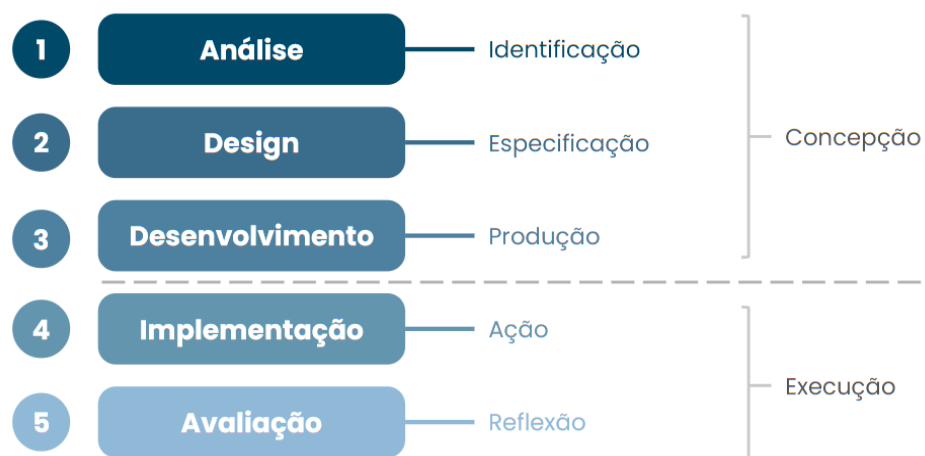 1
Análise
Identificação
2
Design
Especificação
Concepção
3
Desenvolvimento
Produção
4
Implementação
Ação
Execução
5
Avaliação
Reflexão